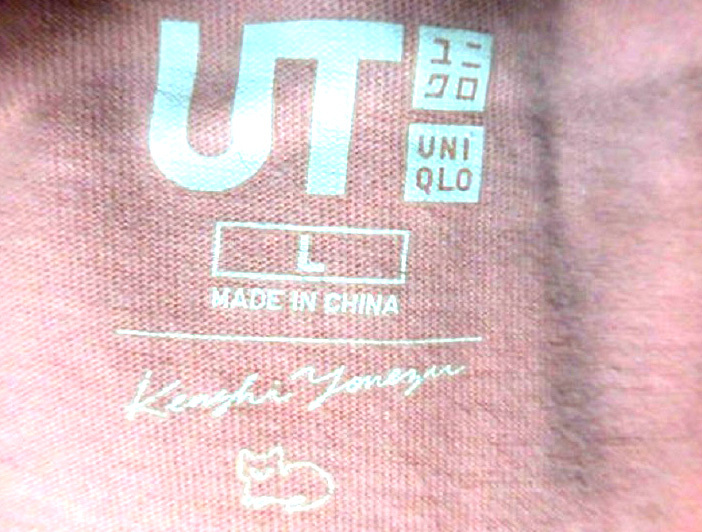 UT
ユニ
クロ
UNI
QLO
L
MADE IN CHINA
Kenshi Yonezu